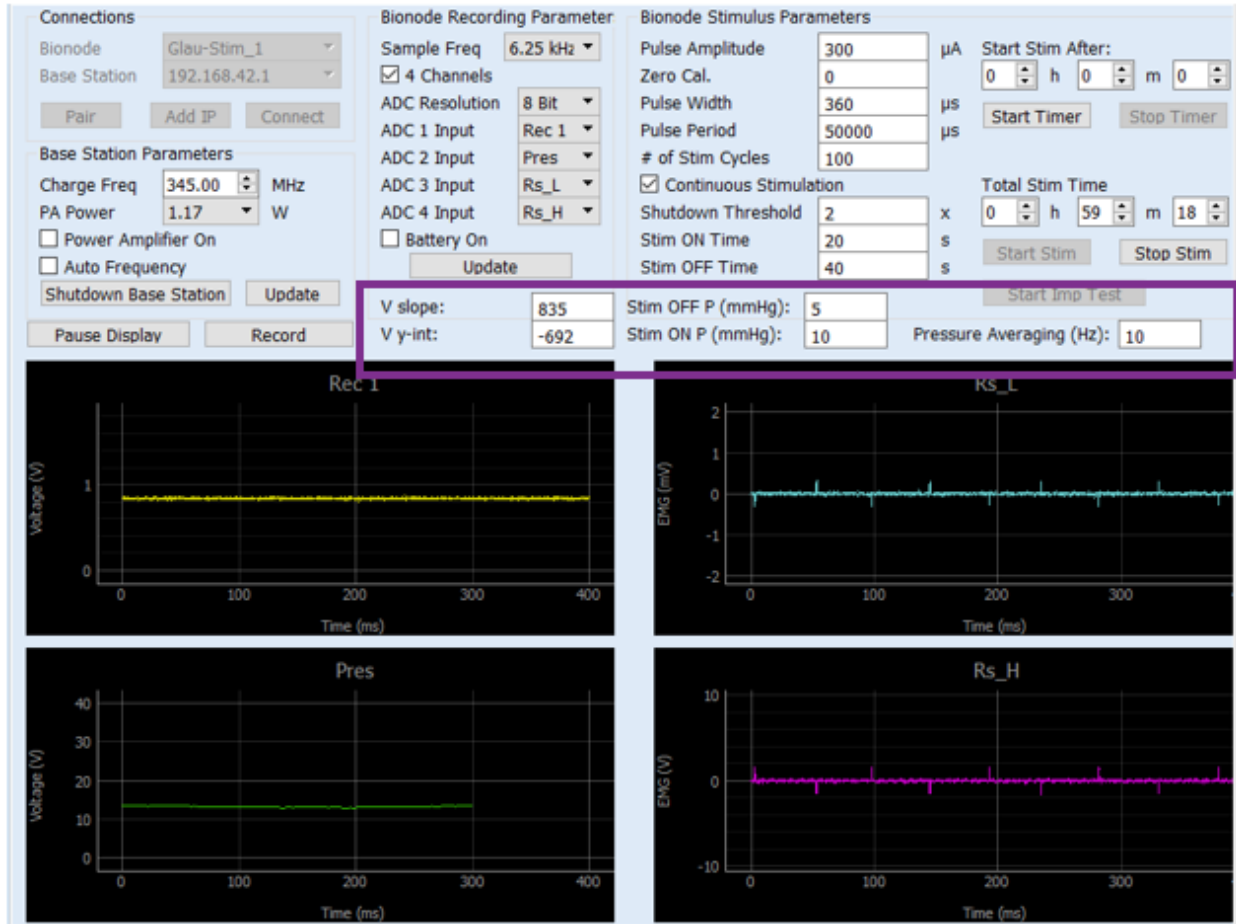 Connections
Bionode Glau-Stim_1
Base Station 192.168.42.1
Pair Add IP Connect
Base Station Parameters
Charge Freq 345.00 MHz
PA Power 1.17 W
Power Amplifier On
Auto Frequency
Shutdown Base Station Update
Pause Display Record
Bionode Recording Parameter
Sample Freq 6.25 kHz
4 Channels
ADC Resolution 8 Bit
ADC 1 Input Rec 1
ADC 2 Input Pres
ADC 3 Input Rs_L
ADC 4 Input Rs_H
Battery On
Update
Bionode Stimulus Parameters
Pulse Amplitude 300 µA
Zero Cal. 0
Pulse Width 360 µs
Pulse Period 50000 µs
# of Stim Cycles 100
Continuous Stimulation
Shutdown Threshold 2 x
Stim ON Time 20 s
Stim OFF Time 40 s
Start Stim After:
0 h 0 m 0
Start Timer Stop Timer
Total Stim Time
0 h 59 m 18
Start Stim Stop Stim
Start Imp Test
V slope: 835 Stim OFF P (mmHg): 5
V y-int: -692 Stim ON P (mmHg): 10 Pressure Averaging (Hz): 10
Rec 1
Voltage (V)
1
0
0 100 200 300 400
Time (ms)
Rs_L
EMG (mV)
2
1
0
-1
-2
0 100 200 300
Time (ms)
Pres
Voltage (V)
40
30
20
10
0
0 100 200 300 400
Time (ms)
Rs_H
EMG (V)
10
0
-10
0 100 200 300
Time (ms)